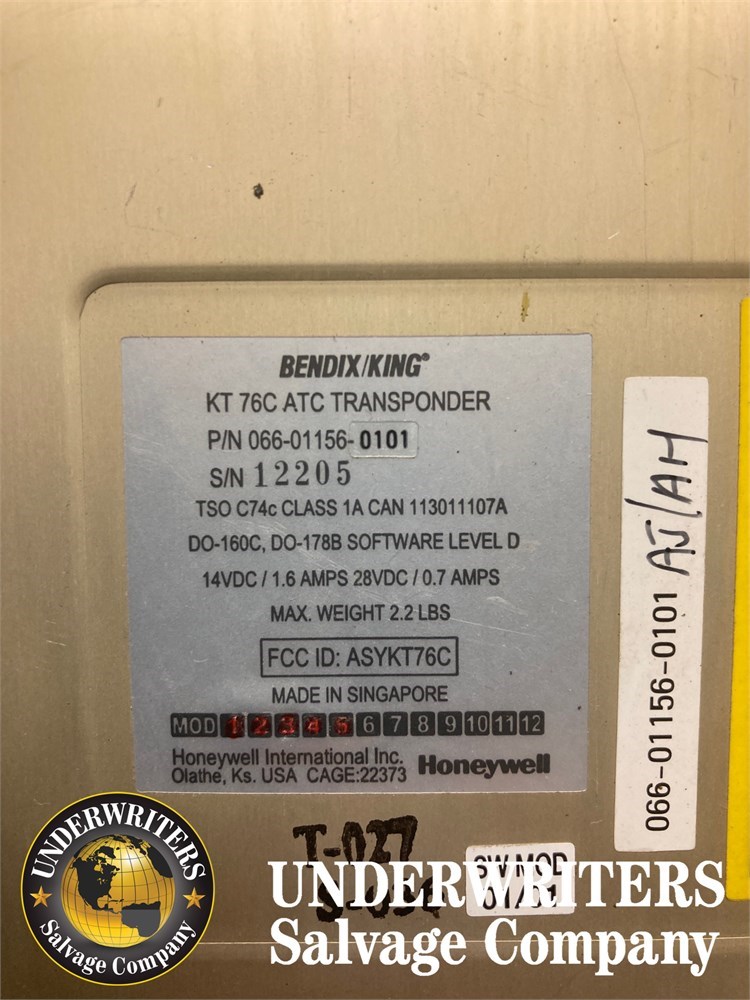 BENDIX/KING®
KT 76C ATC TRANSPONDER
P/N 066-01156-0101
S/N 12205
TSO C74c CLASS 1A CAN 113011107A
DO-160C, DO-178B SOFTWARE LEVEL D
14VDC / 1.6 AMPS 28VDC / 0.7 AMPS
MAX. WEIGHT 2.2 LBS
FCC ID: ASYKT76C
MADE IN SINGAPORE
MOD 1 2 3 4 5 6 7 8 9 10 11 12
Honeywell International Inc.
Olathe, Ks. USA CAGE:22373
Honeywell
066-01156-0101 AJ/AH
T-037
SW MOD
UNDERWRITERS
Salvage Company
UNDERWRITERS
Salvage Company